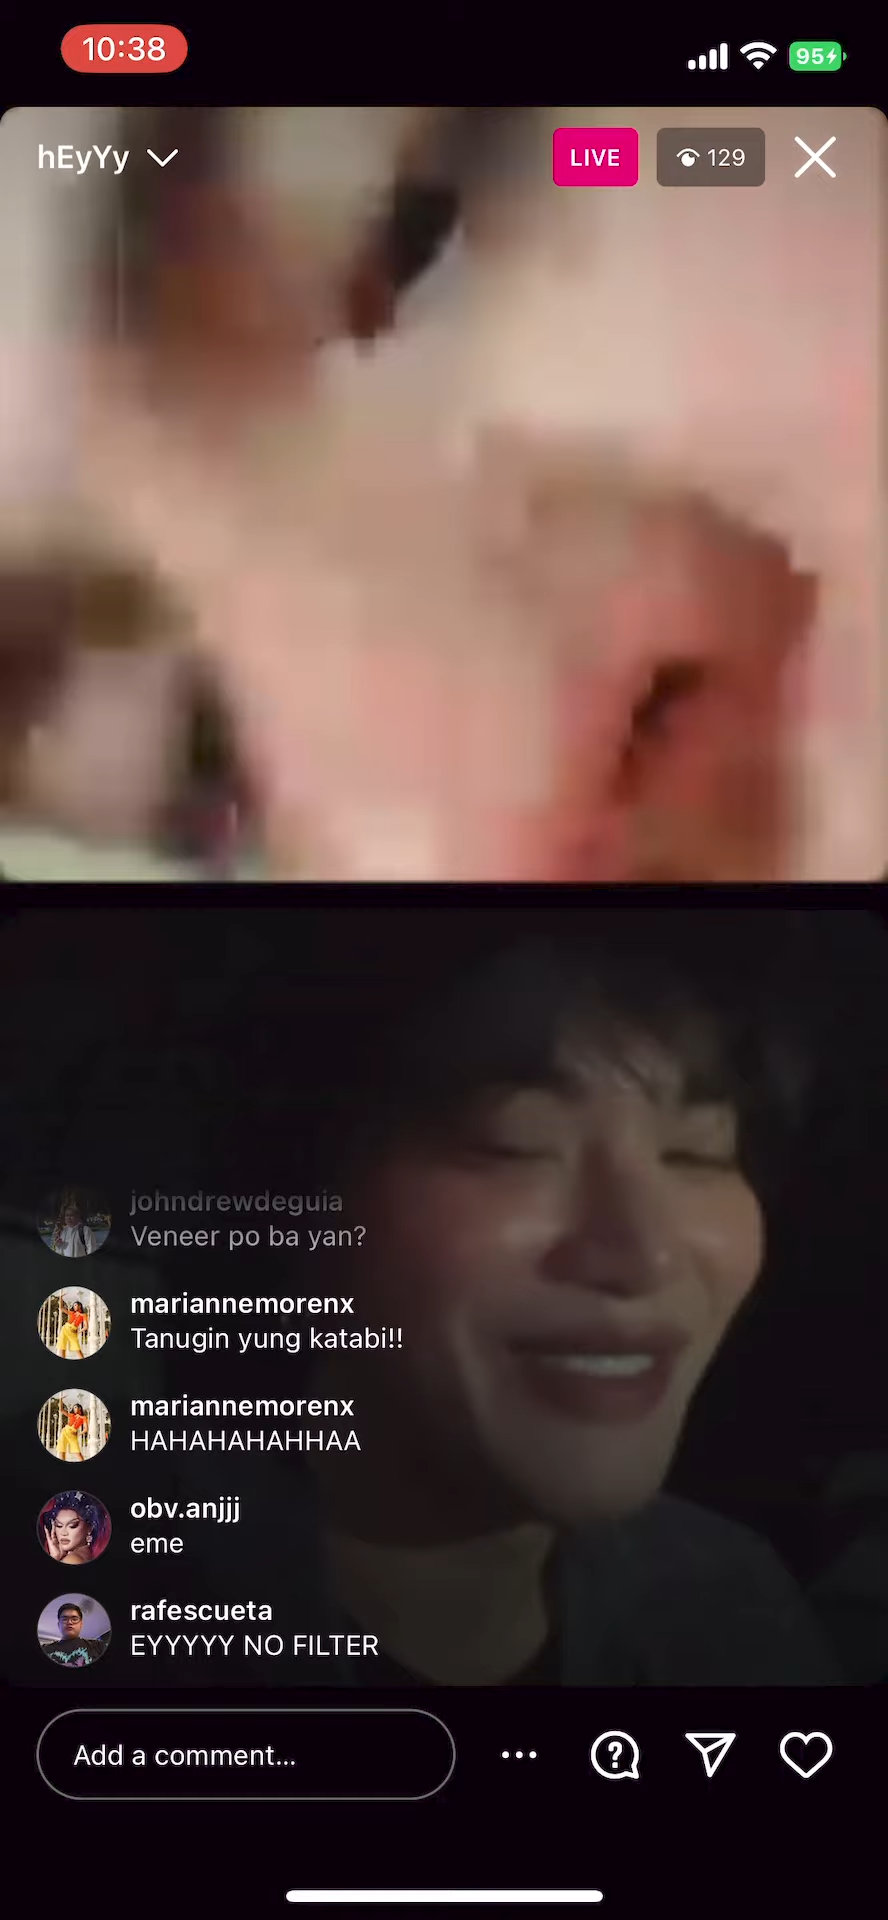 10:38
95
hEyYy
LIVE
129
johndrewdeguia
Veneer po ba yan?
mariannemorenx
Tanugin yung katabi!!
mariannemorenx
HAHAHAHAHHAA
obv.anjjj
eme
rafescueta
EYYYYY NO FILTER
Add a comment...